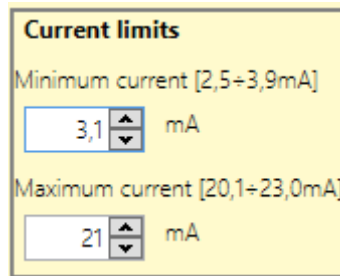 Current limits
Minimum current [2,5÷3,9mA]
3,1 mA
Maximum current [20,1÷23,0mA]
21 mA